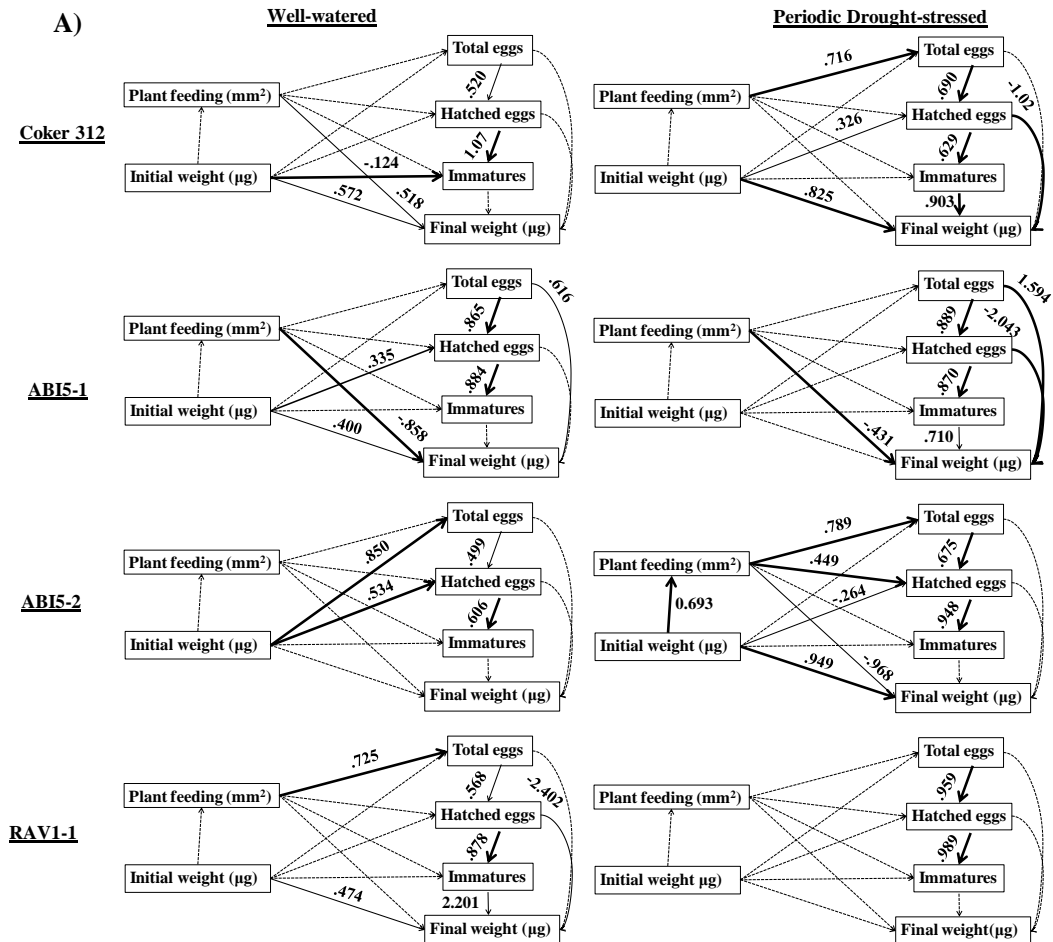 A)
Well-watered
Periodic Drought-stressed
Coker 312
Total eggs
Plant feeding (mm²)
.520
Hatched eggs
1.07
-.124
Initial weight (µg)
Immatures
.572
.518
Final weight (µg)
.716
Total eggs
Plant feeding (mm²)
.690
-1.02
.326
Hatched eggs
.629
Initial weight (µg)
Immatures
.825
.903
Final weight (µg)
ABI5-1
Total eggs
.616
Plant feeding (mm²)
.865
.335
Hatched eggs
.884
Initial weight (µg)
Immatures
.400
-.858
Final weight (µg)
Total eggs
1.594
Plant feeding (mm²)
.889
-2.043
Hatched eggs
.870
Initial weight (µg)
Immatures
-.431
.710
Final weight (µg)
ABI5-2
Total eggs
.850
Plant feeding (mm²)
.499
.534
Hatched eggs
.606
Initial weight (µg)
Immatures
Final weight (µg)
.789
Total eggs
Plant feeding (mm²)
.449
.675
Hatched eggs
0.693
-.264
.948
Initial weight (µg)
Immatures
.949
-.968
Final weight (µg)
RAV1-1
.725
Total eggs
Plant feeding (mm²)
.568
-2.402
Hatched eggs
.878
Initial weight (µg)
Immatures
.474
2.201
Final weight (µg)
Total eggs
Plant feeding (mm²)
.959
Hatched eggs
.989
Initial weight µg)
Immatures
Final weight(µg)